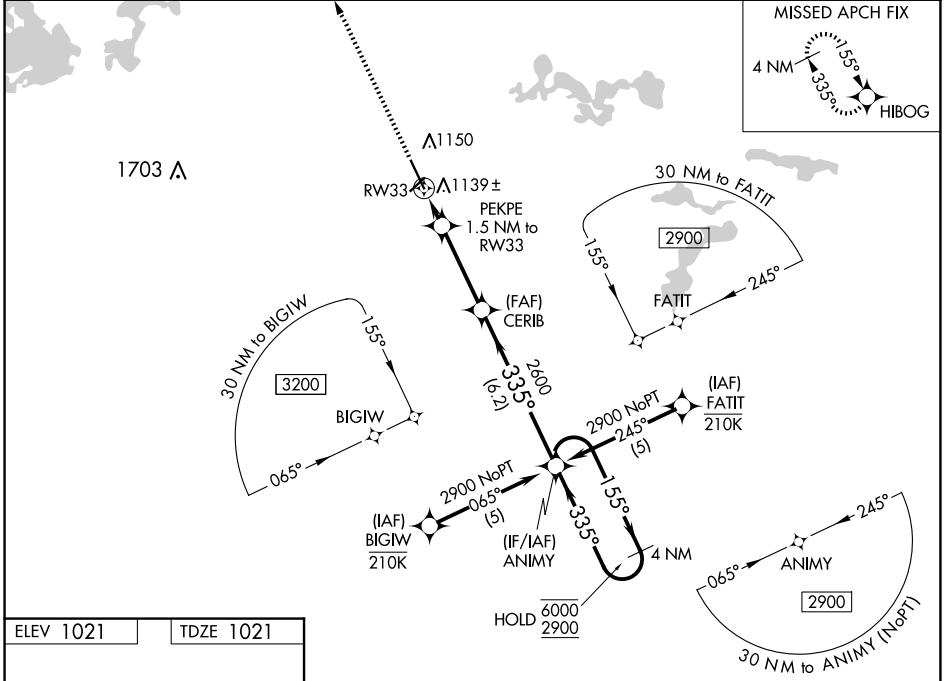 MISSED APCH FIX
4 NM
155°
335°
HIBOG
1150
1703
RW33
1139±
PEKPE
1.5 NM to
RW33
30 NM to FATIT
2900
155°
245°
FATIT
(FAF)
CERIB
30 NM to BIGIW
155°
3200
BIGIW
065°
2600
335°
(6.2)
(IAF)
FATIT
210K
2900 NoPT
245°
(5)
2900 NoPT
065°
(5)
(IAF)
BIGIW
210K
(IF/IAF)
ANIMY
335°
155°
4 NM
HOLD
6000
2900
245°
065°
ANIMY
2900
30 NM to ANIMY (NoPT)
ELEV 1021
TDZE 1021